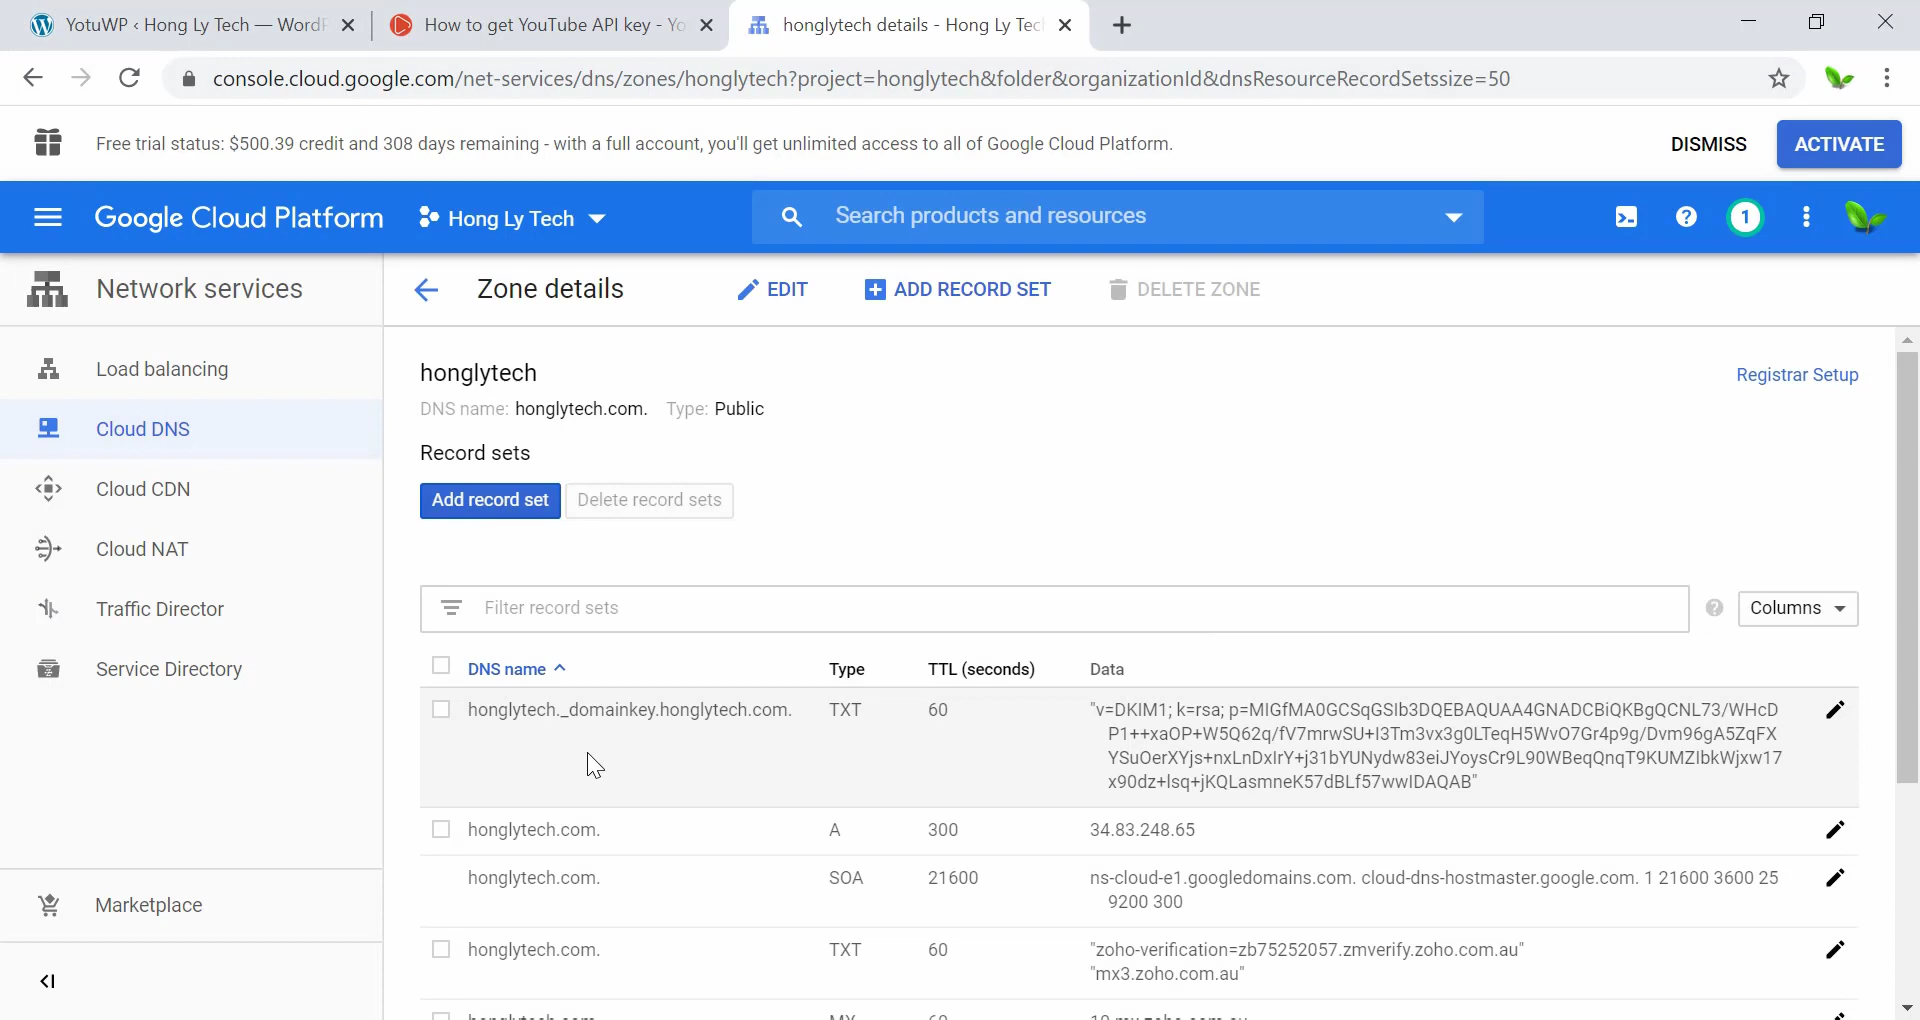 YotuWP ‹ Hong Ly Tech — WordP
How to get YouTube API key - Yo
honglytech details - Hong Ly Tec
console.cloud.google.com/net-services/dns/zones/honglytech?project=honglytech&folder&organizationId&dnsResourceRecordSetssize=50
Free trial status: $500.39 credit and 308 days remaining - with a full account, you'll get unlimited access to all of Google Cloud Platform.
DISMISS
ACTIVATE
Google Cloud Platform
Hong Ly Tech
Search products and resources
1
Network services
Zone details
EDIT
ADD RECORD SET
DELETE ZONE
Load balancing
Cloud DNS
Cloud CDN
Cloud NAT
Traffic Director
Service Directory
Marketplace
honglytech
Registrar Setup
DNS name: honglytech.com. Type: Public
Record sets
Add record set
Delete record sets
Filter record sets
Columns
DNS name Type TTL (seconds) Data
honglytech._domainkey.honglytech.com. TXT 60 "v=DKIM1; k=rsa; p=MIGfMA0GCSqGSIb3DQEBAQUAA4GNADCBiQKBgQCNL73/WHcD
P1++xaOP+W5Q62q/fV7mrwSU+I3Tm3vx3g0LTeqH5WvO7Gr4p9g/Dvm96gA5ZqFX
YSuOerXYjs+nxLnDxIrY+j31bYUNydw83eiJYoysCr9L90WBeqQnqT9KUMZIbkWjxw17
x90dz+lsq+jKQLasmneK57dBLf57wwIDAQAB"
honglytech.com. A 300 34.83.248.65
honglytech.com. SOA 21600 ns-cloud-e1.googledomains.com. cloud-dns-hostmaster.google.com. 1 21600 3600 25
9200 300
honglytech.com. TXT 60 "zoho-verification=zb75252057.zmverify.zoho.com.au"
"mx3.zoho.com.au"